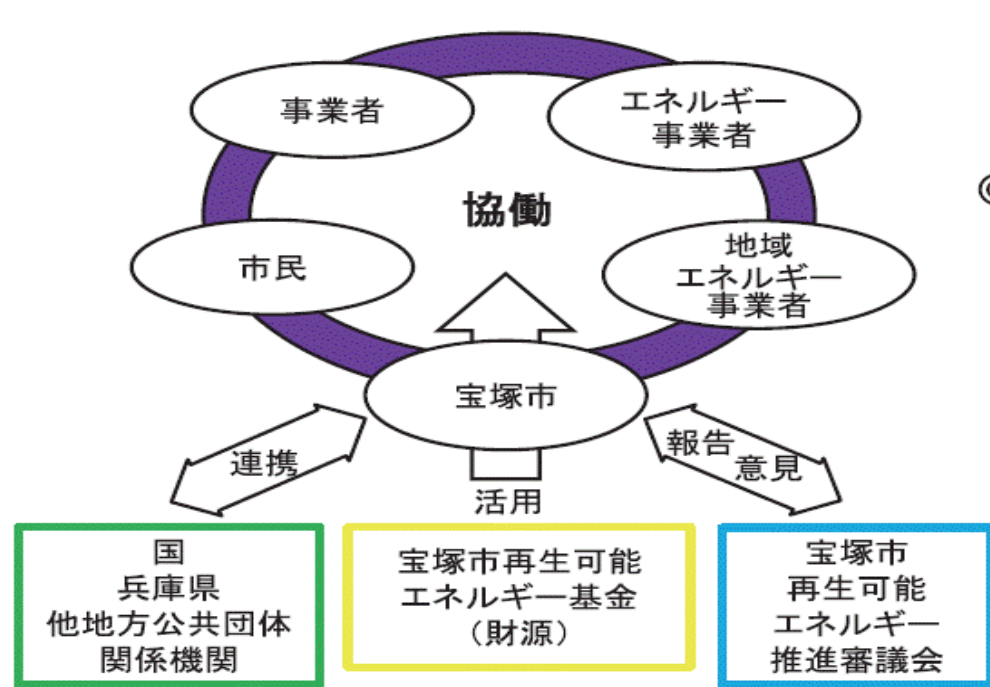 事業者
エネルギー
事業者
協働
市民
地域
エネルギー
事業者
宝塚市
連携
報告
意見
活用
国
兵庫県
他地方公共団体
関係機関
宝塚市再生可能
エネルギー基金
（財源）
宝塚市
再生可能
エネルギー
推進審議会